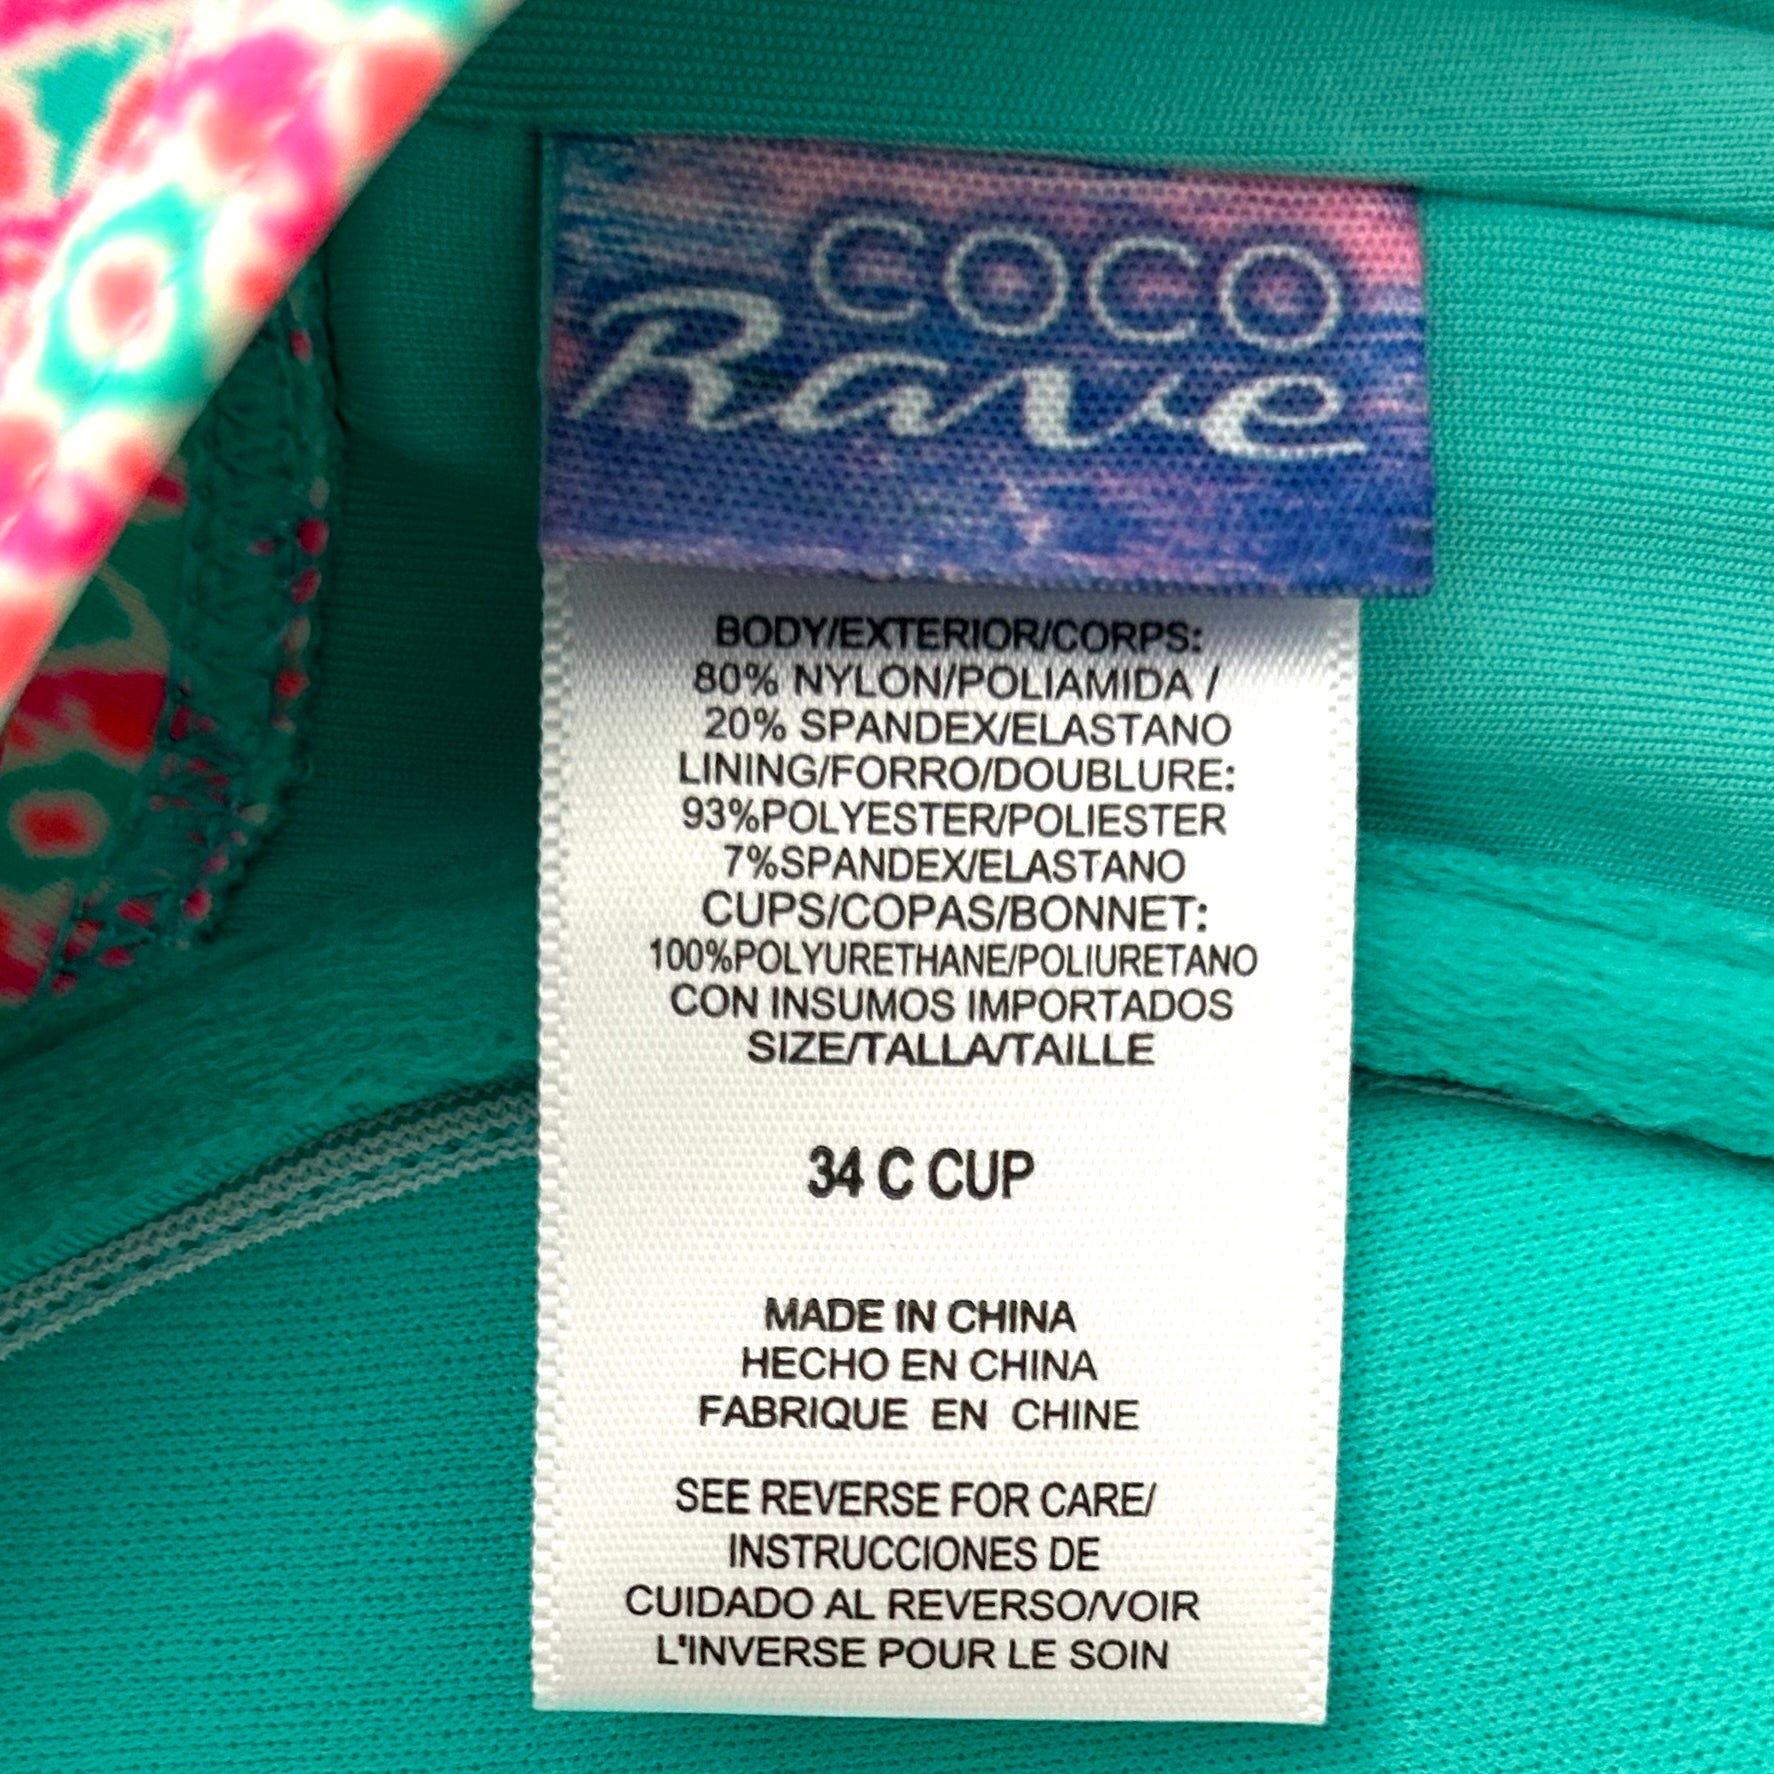 COCO
Rave
BODY/EXTERIOR/CORPS:
80% NYLON/POLIAMIDA /
20% SPANDEX/ELASTANO
LINING/FORRO/DOUBLURE:
93%POLYESTER/POLIESTER
7%SPANDEX/ELASTANO
CUPS/COPAS/BONNET:
100%POLYURETHANE/POLIURETANO
CON INSUMOS IMPORTADOS
SIZE/TALLA/TAILLE
34 C CUP
MADE IN CHINA
HECHO EN CHINA
FABRIQUE EN CHINE
SEE REVERSE FOR CARE/
INSTRUCCIONES DE
CUIDADO AL REVERSO/VOIR
L'INVERSE POUR LE SOIN